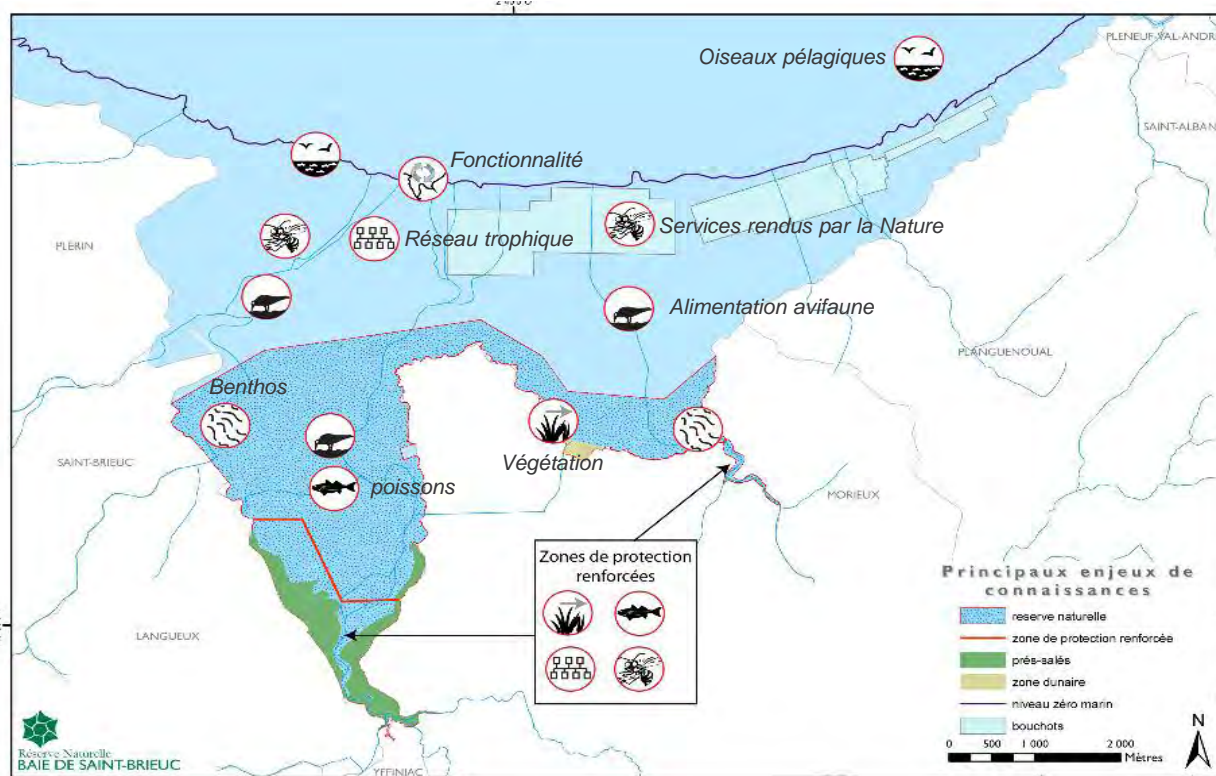 PLENEUF-VAL-ANDR
Oiseaux pélagiques
SAINT-ALBAN
Fonctionnalité
PLERIN
Réseau trophique
Services rendus par la Nature
Alimentation avifaune
PLANGUENOUAL
Benthos
SAINT-BRIEUC
Végétation
poissons
MORIEUX
Zones de protection
renforcées
LANGUEUX
Principaux enjeux de
connaissances
reserve naturelle
zone de protection renforcée
prés-salés
zone dunaire
niveau zéro marin
bouchots
N
0 500 1 000 2 000
Mètres
Réserve Naturelle
BAIE DE SAINT-BRIEUC
YFFINIAC